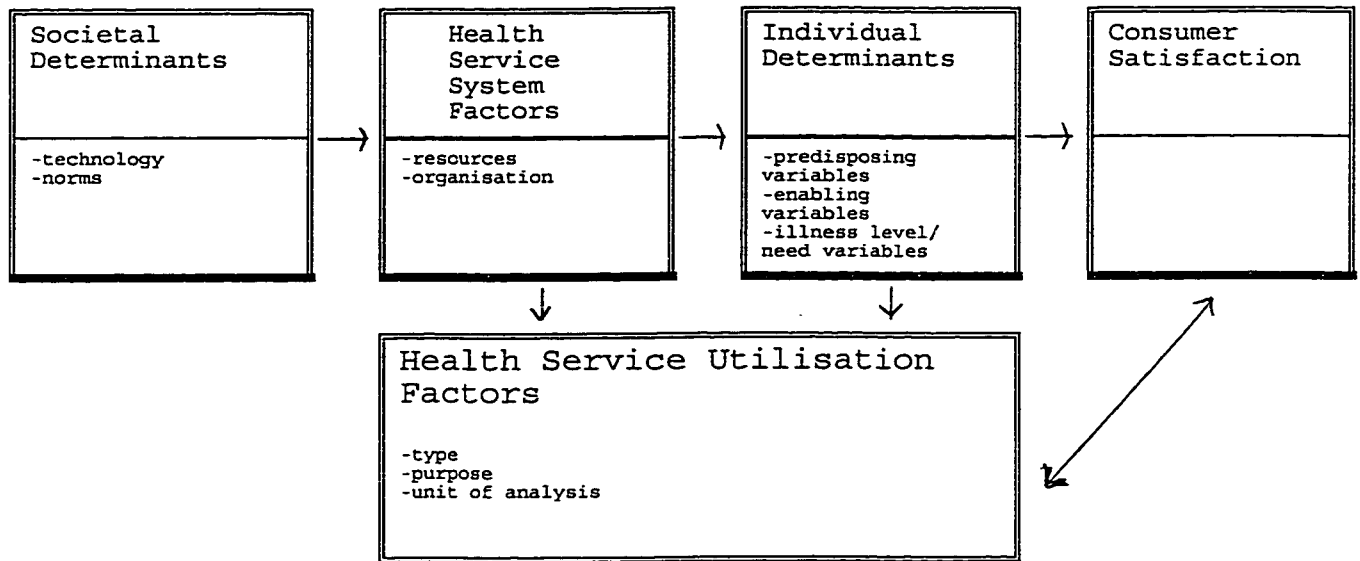 Societal
Determinants
-technology
-norms
Health
Service
System
Factors
-resources
-organisation
Individual
Determinants
-predisposing
variables
-enabling
variables
-illness level/
need variables
Consumer
Satisfaction
Health Service Utilisation
Factors
-type
-purpose
-unit of analysis